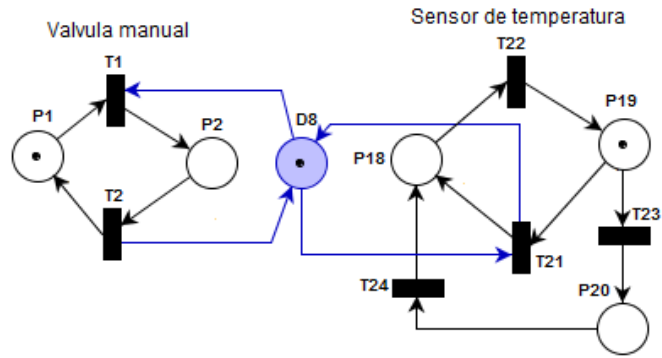 Valvula manual
Sensor de temperatura
T1
T22
P1
P2
D8
P18
P19
T2
T23
T21
T24
P20